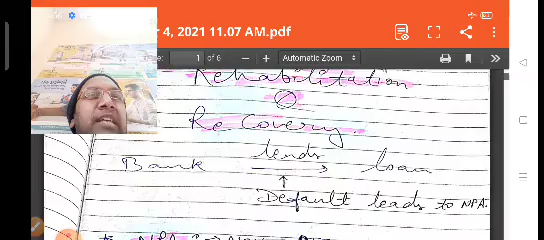 4, 2021 11.07 AM.pdf
1 of 6 Automatic Zoom
Rehabilitation
Recovery.
lends
Bank loan
Default leads to NPA.